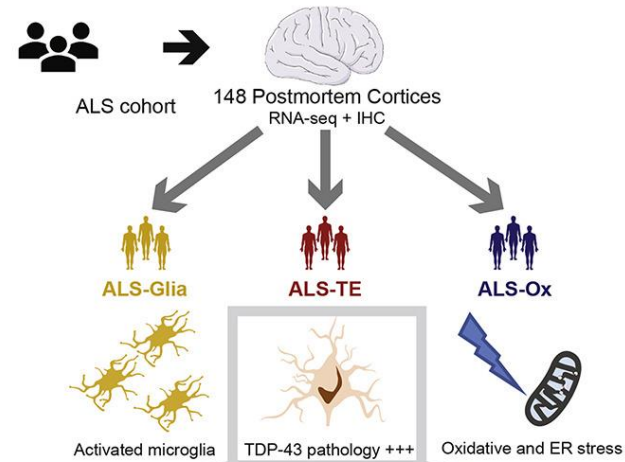 ALS cohort
148 Postmortem Cortices
RNA-seq + IHC
ALS-Glia
ALS-TE
ALS-Ox
Activated microglia
TDP-43 pathology +++
Oxidative and ER stress